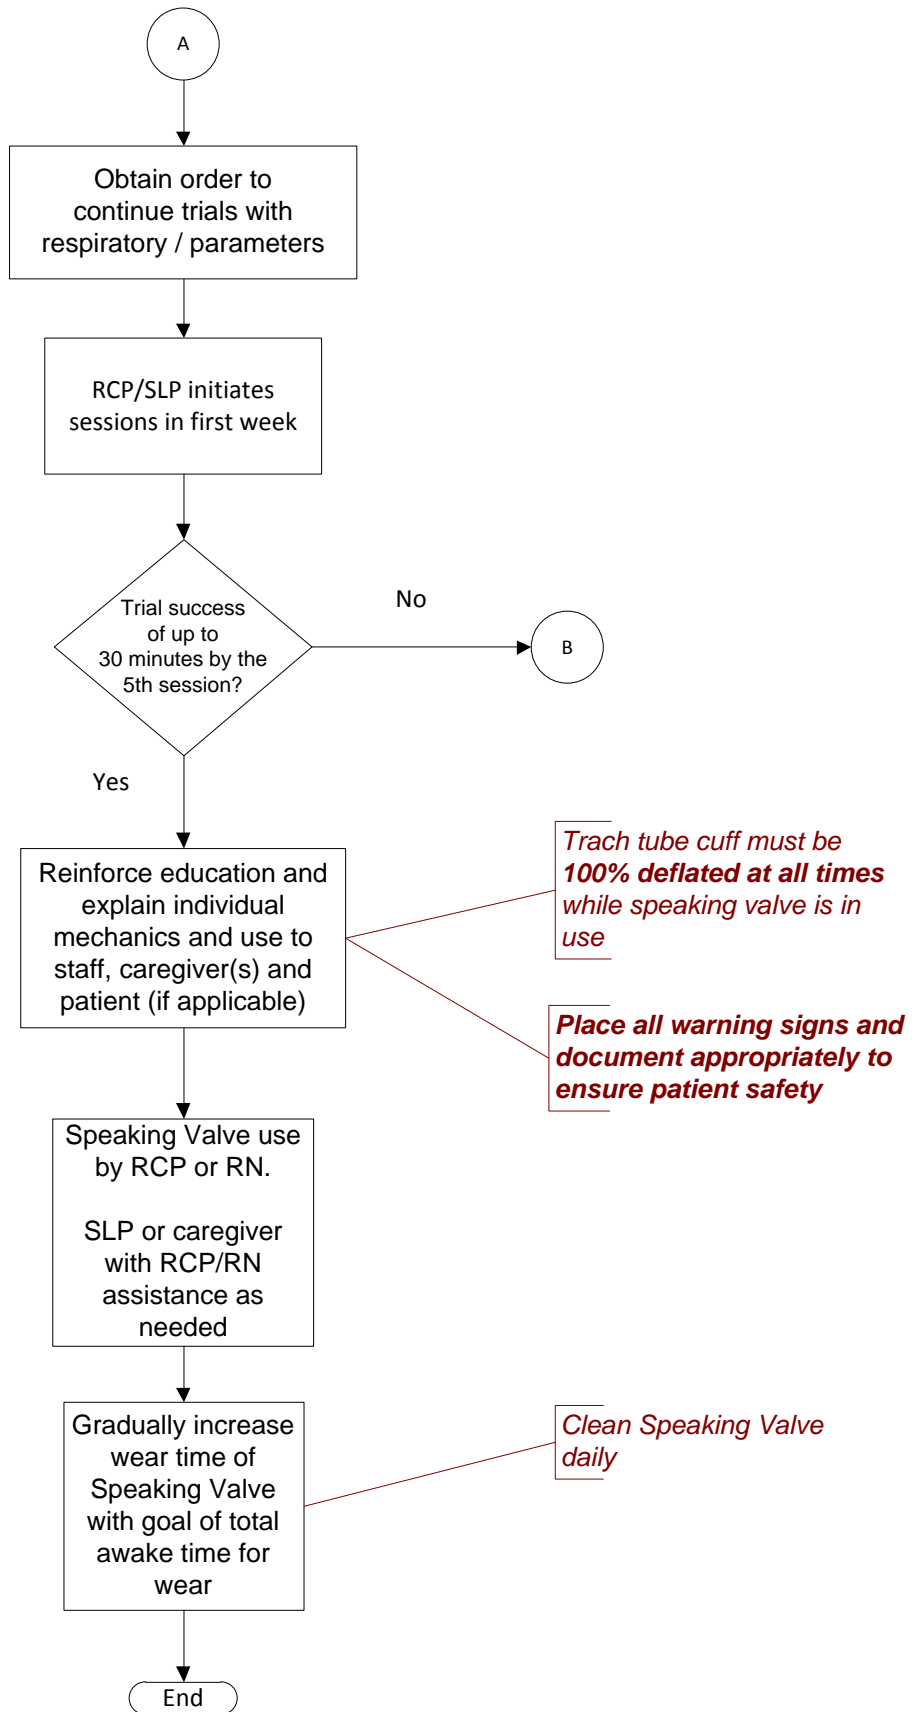 A
Obtain order to
continue trials with
respiratory / parameters
RCP/SLP initiates
sessions in first week
Trial success
of up to
30 minutes by the
5th session?
No
B
Yes
Reinforce education and
explain individual
mechanics and use to
staff, caregiver(s) and
patient (if applicable)
Trach tube cuff must be
100% deflated at all times
while speaking valve is in
use
Place all warning signs and
document appropriately to
ensure patient safety
Speaking Valve use
by RCP or RN.
SLP or caregiver
with RCP/RN
assistance as
needed
Gradually increase
wear time of
Speaking Valve
with goal of total
awake time for
wear
Clean Speaking Valve
daily
End